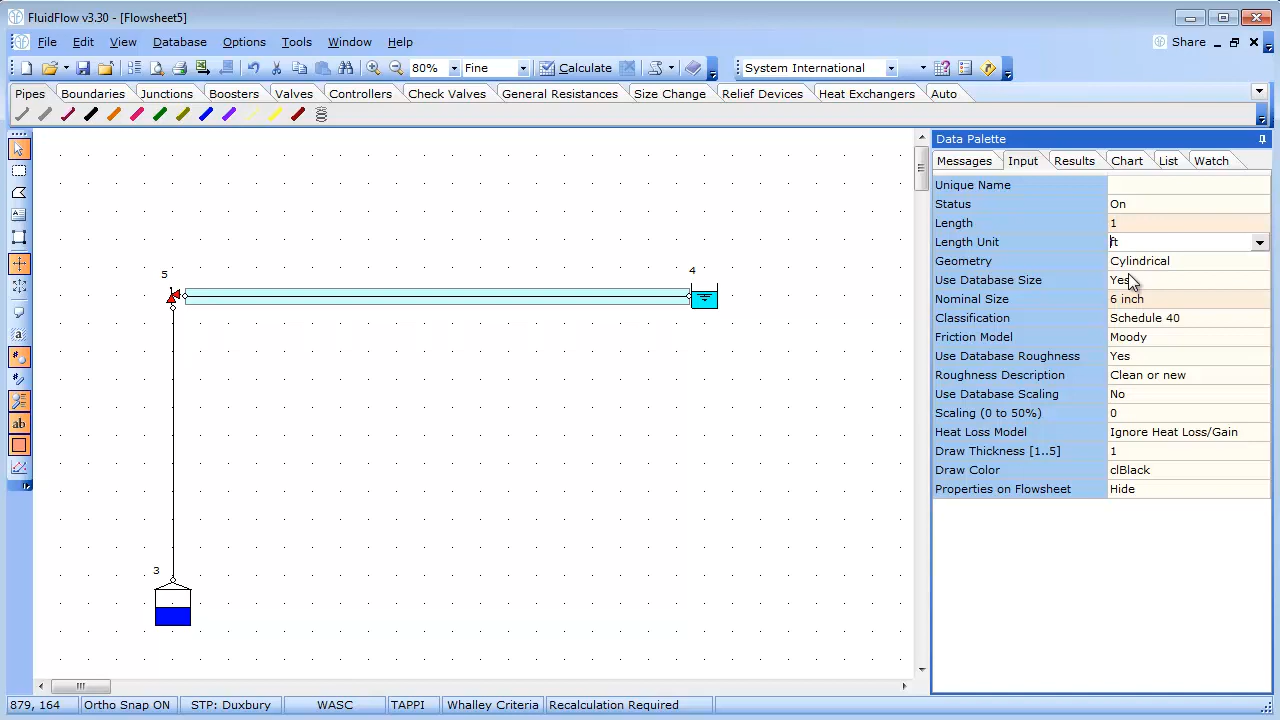 FluidFlow v3.30 - [Flowsheet5]
File Edit View Database Options Tools Window Help Share
80% Fine Calculate System International
Pipes Boundaries Junctions Boosters Valves Controllers Check Valves General Resistances Size Change Relief Devices Heat Exchangers Auto
Data Palette
Messages Input Results Chart List Watch
Unique Name
Status On
Length 1
Length Unit ft
Geometry Cylindrical
Use Database Size Yes
Nominal Size 6 inch
Classification Schedule 40
Friction Model Moody
Use Database Roughness Yes
Roughness Description Clean or new
Use Database Scaling No
Scaling (0 to 50%) 0
Heat Loss Model Ignore Heat Loss/Gain
Draw Thickness [1..5] 1
Draw Color clBlack
Properties on Flowsheet Hide
5
4
3
ab
879, 164 Ortho Snap ON STP: Duxbury WASC TAPPI Whalley Criteria Recalculation Required